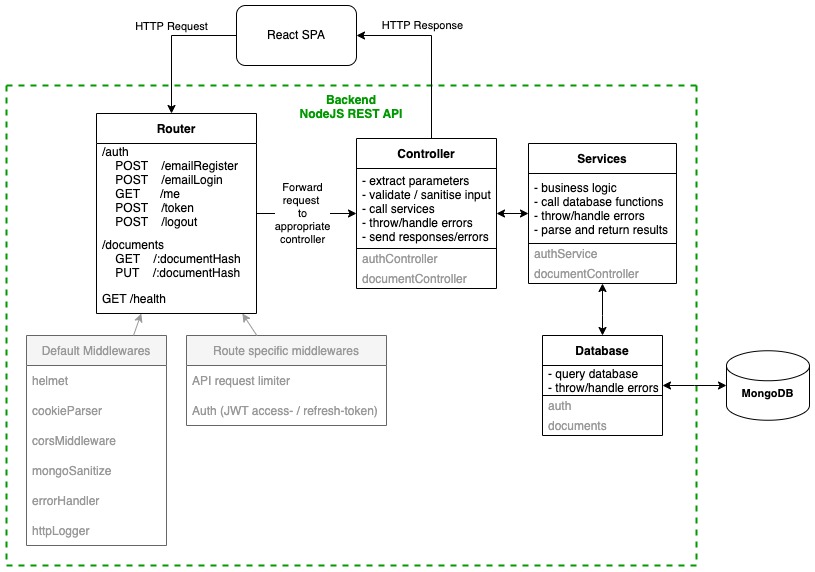 HTTP Request
React SPA
HTTP Response
Backend
NodeJS REST API
Router
/auth
POST /emailRegister
POST /emailLogin
GET /me
POST /token
POST /logout
/documents
GET /:documentHash
PUT /:documentHash
GET /health
Forward
request
to
appropriate
controller
Controller
- extract parameters
- validate / sanitise input
- call services
- throw/handle errors
- send responses/errors
authController
documentController
Services
- business logic
- call database functions
- throw/handle errors
- parse and return results
authService
documentController
Default Middlewares
helmet
cookieParser
corsMiddleware
mongoSanitize
errorHandler
httpLogger
Route specific middlewares
API request limiter
Auth (JWT access- / refresh-token)
Database
- query database
- throw/handle errors
auth
documents
MongoDB